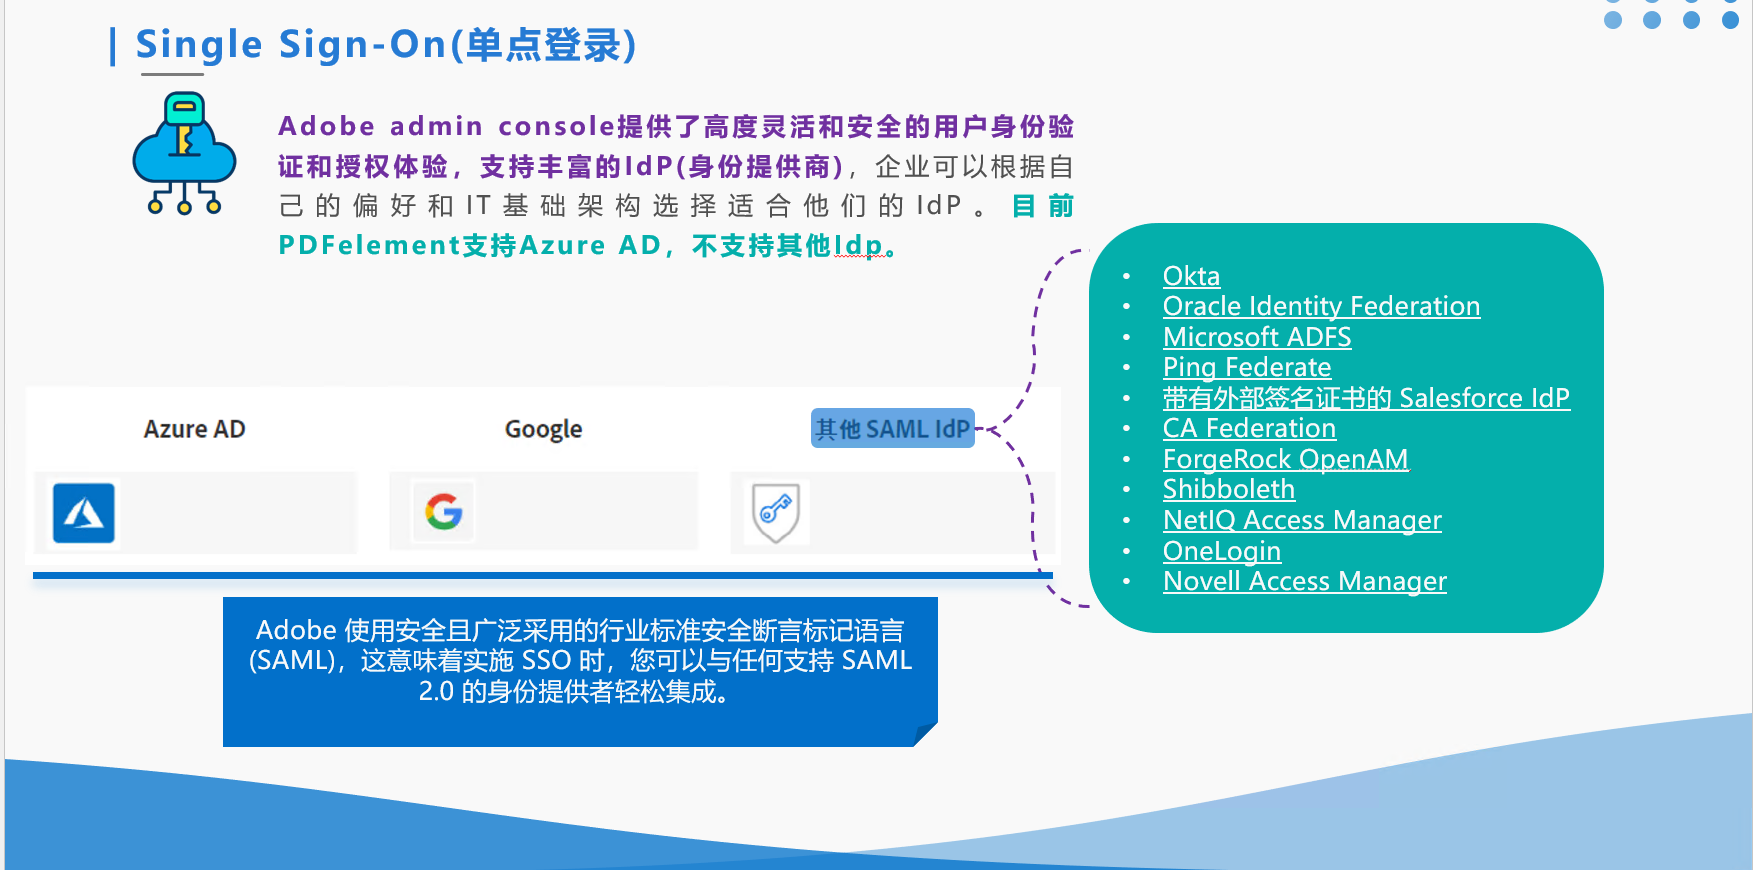 Single Sign-On(单点登录)
Adobe admin console提供了高度灵活和安全的用户身份验
证和授权体验，支持丰富的IdP(身份提供商)，企业可以根据自
己的偏好和IT基础架构选择适合他们的IdP。目前
PDFelement支持Azure AD，不支持其他Idp。
Azure AD
Google
其他 SAML IdP
Okta
Oracle Identity Federation
Microsoft ADFS
Ping Federate
带有外部签名证书的 Salesforce IdP
CA Federation
ForgeRock OpenAM
Shibboleth
NetIQ Access Manager
OneLogin
Novell Access Manager
Adobe 使用安全且广泛采用的行业标准安全断言标记语言
(SAML)，这意味着实施 SSO 时，您可以与任何支持 SAML
2.0 的身份提供者轻松集成。